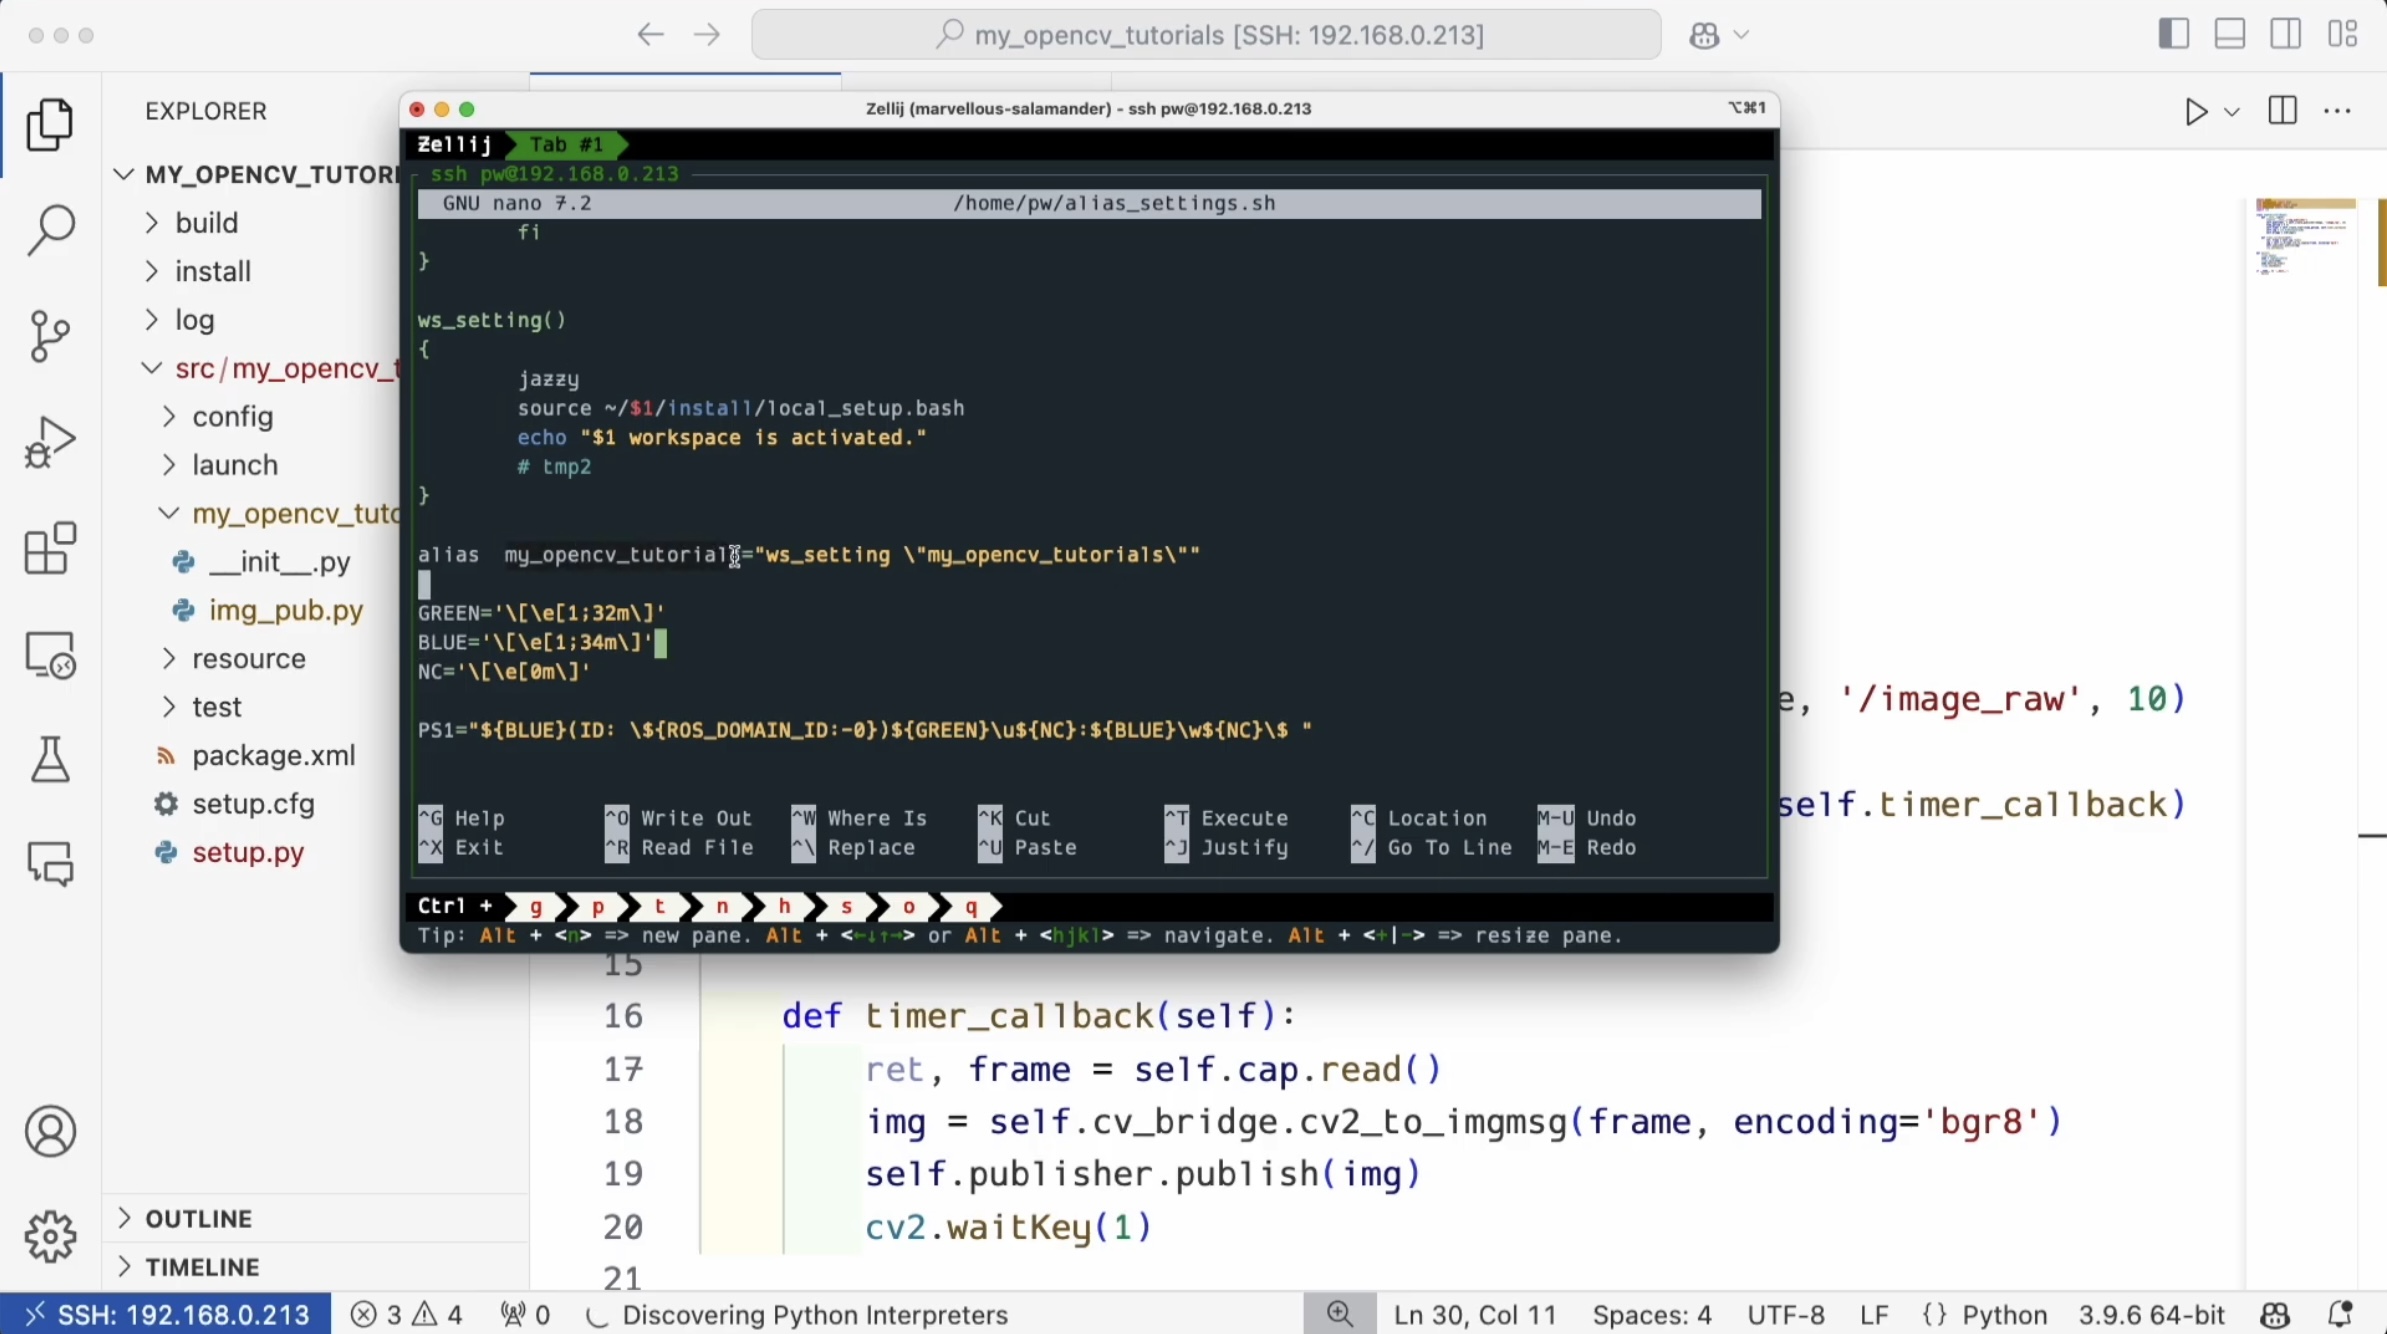 my_opencv_tutorials [SSH: 192.168.0.213]
EXPLORER
MY_OPENCV_TUTORI
build
install
log
src/my_opencv_t
config
launch
my_opencv_tuto
__init__.py
img_pub.py
resource
test
package.xml
setup.cfg
setup.py
OUTLINE
TIMELINE
Zellij (marvellous-salamander) - ssh pw@192.168.0.213
⌥⌘1
Zellij Tab #1
ssh pw@192.168.0.213
GNU nano 7.2 /home/pw/alias_settings.sh
fi
}
ws_setting()
{
jazzy
source ~/$1/install/local_setup.bash
echo "$1 workspace is activated."
# tmp2
}
alias my_opencv_tutorials="ws_setting \"my_opencv_tutorials\""
GREEN='\[\e[1;32m\]'
BLUE='\[\e[1;34m\]'
NC='\[\e[0m\]'
PS1="${BLUE}(ID: \${ROS_DOMAIN_ID:-0})${GREEN}\u${NC}:${BLUE}\w${NC}\$ "
^G Help ^O Write Out ^W Where Is ^K Cut ^T Execute ^C Location M-U Undo
^X Exit ^R Read File ^\ Replace ^U Paste ^J Justify ^/ Go To Line M-E Redo
Ctrl + g p t n h s o q
Tip: Alt + <n> => new pane. Alt + <←↓↑→> or Alt + <hjkl> => navigate. Alt + <+|-> => resize pane.
e, '/image_raw', 10)
self.timer_callback)
15
16 def timer_callback(self):
17 ret, frame = self.cap.read()
18 img = self.cv_bridge.cv2_to_imgmsg(frame, encoding='bgr8')
19 self.publisher.publish(img)
20 cv2.waitKey(1)
21
SSH: 192.168.0.213 3 4 0 Discovering Python Interpreters Ln 30, Col 11 Spaces: 4 UTF-8 LF {} Python 3.9.6 64-bit